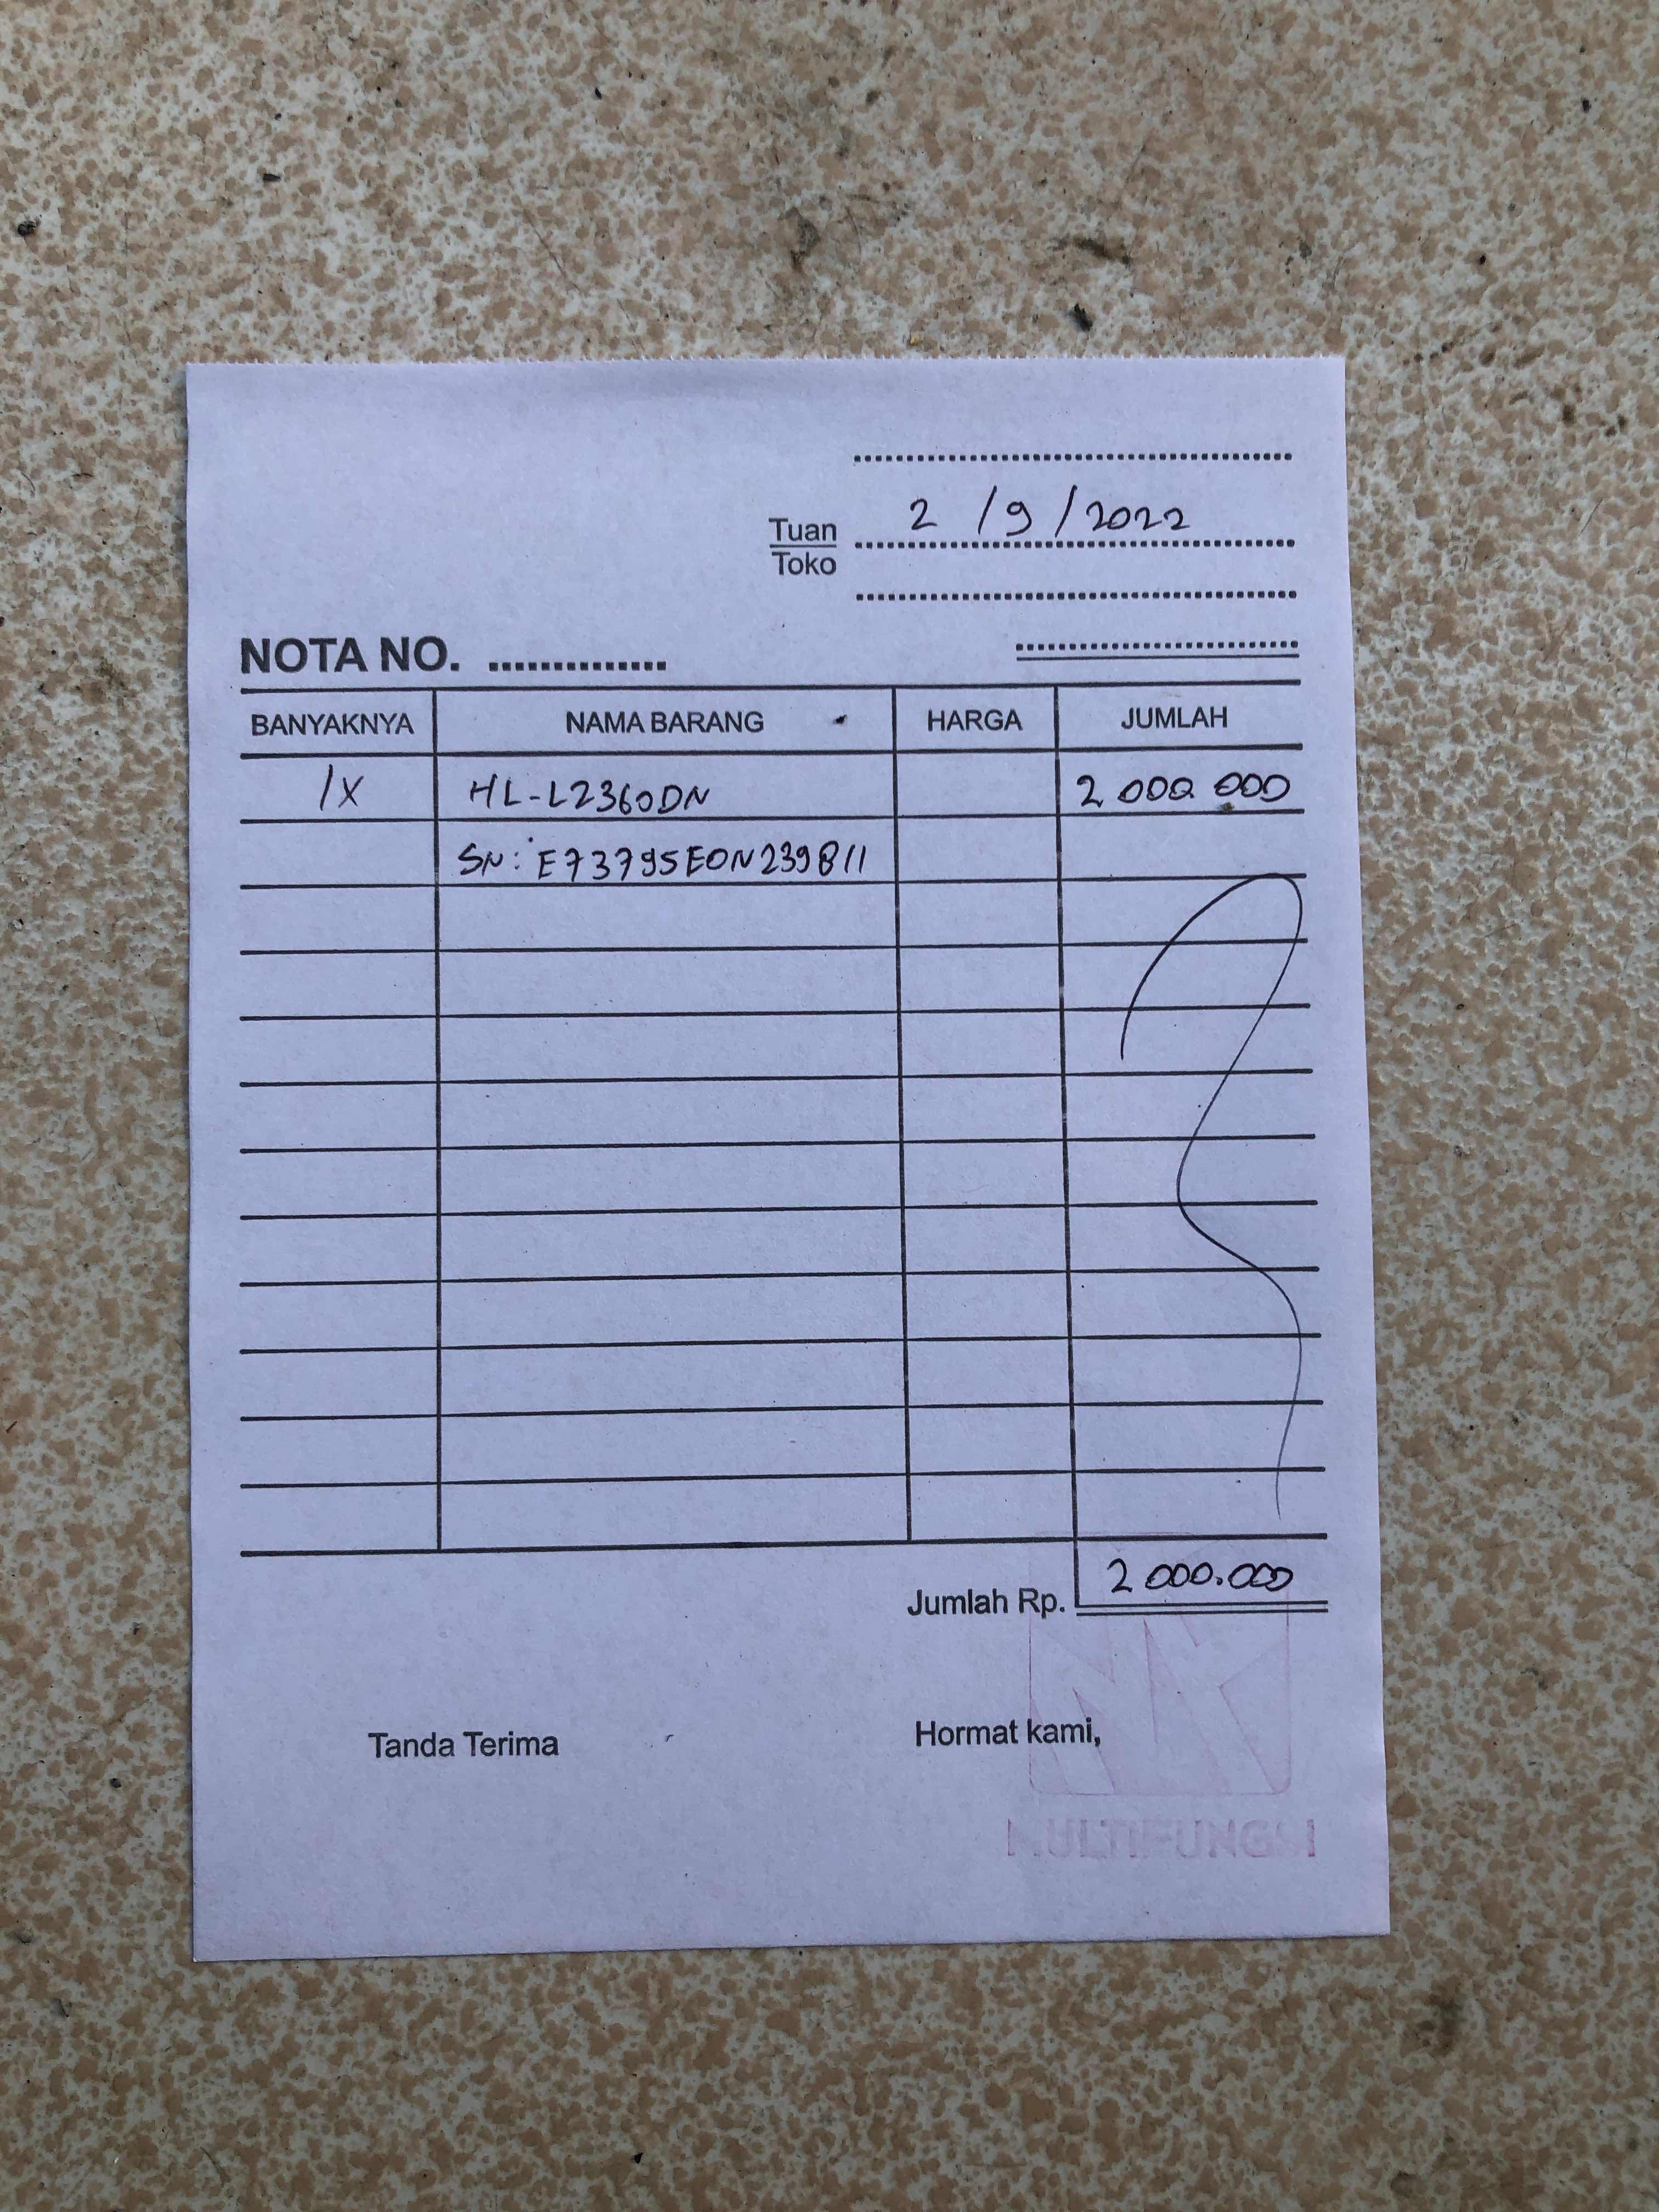 2 /9 /2022
Tuan
Toko
NOTA NO. ..............
BANYAKNYA NAMA BARANG HARGA JUMLAH
1X HL-L2360DN 2 000 000
SN: E73795E0N239811
Jumlah Rp. 2 000.000
Tanda Terima Hormat kami,
MULTIFUNGSI